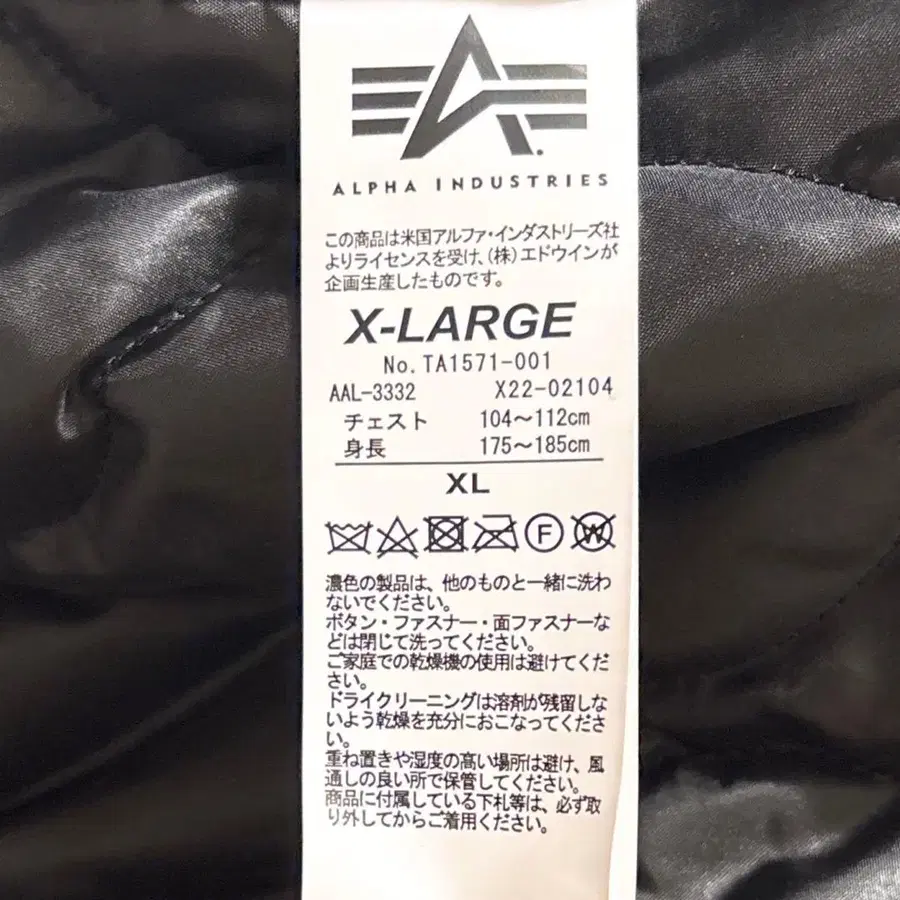 ALPHA INDUSTRIES
この商品は米国アルファ・インダストリーズ社
よりライセンスを受け、(株)エドウインが
企画生産したものです。
X-LARGE
No. TA1571-001
AAL-3332 X22-02104
チェスト 104〜112cm
身長 175〜185cm
XL
F W
濃色の製品は、他のものと一緒に洗わ
ないでください。
ボタン・ファスナー・面ファスナーな
どは閉じて洗ってください。
ご家庭での乾燥機の使用は避けてくだ
さい。
ドライクリーニングは溶剤が残留しな
いよう乾燥を充分におこなってくださ
い。
重ね置きや湿度の高い場所は避け、風
通しの良い所で保管してください。
商品に付属している下札等は、必ず取
り外してからご着用ください。